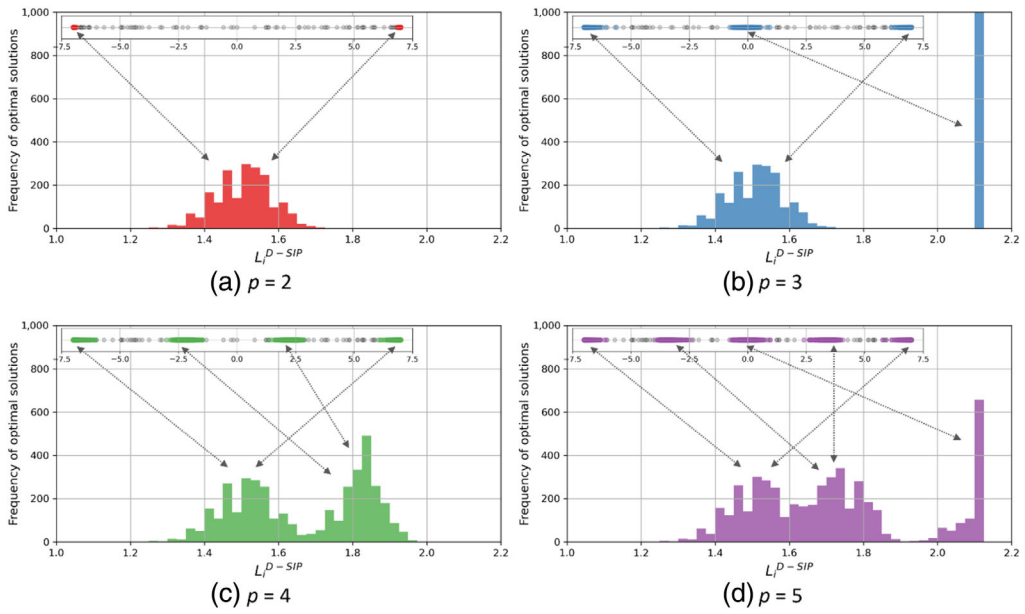 1,000
800
600
400
200
0
Frequency of optimal solutions
−7.5 −5.0 −2.5 0.0 2.5 5.0 7.5
1.0 1.2 1.4 1.6 1.8 2.0 2.2
L_i^{D−SIP}
(a) p = 2
1,000
800
600
400
200
0
Frequency of optimal solutions
−7.5 −5.0 −2.5 0.0 2.5 5.0 7.5
1.0 1.2 1.4 1.6 1.8 2.0 2.2
L_i^{D−SIP}
(b) p = 3
1,000
800
600
400
200
0
Frequency of optimal solutions
−7.5 −5.0 −2.5 0.0 2.5 5.0 7.5
1.0 1.2 1.4 1.6 1.8 2.0 2.2
L_i^{D−SIP}
(c) p = 4
1,000
800
600
400
200
0
Frequency of optimal solutions
−7.5 −5.0 −2.5 0.0 2.5 5.0 7.5
1.0 1.2 1.4 1.6 1.8 2.0 2.2
L_i^{D−SIP}
(d) p = 5